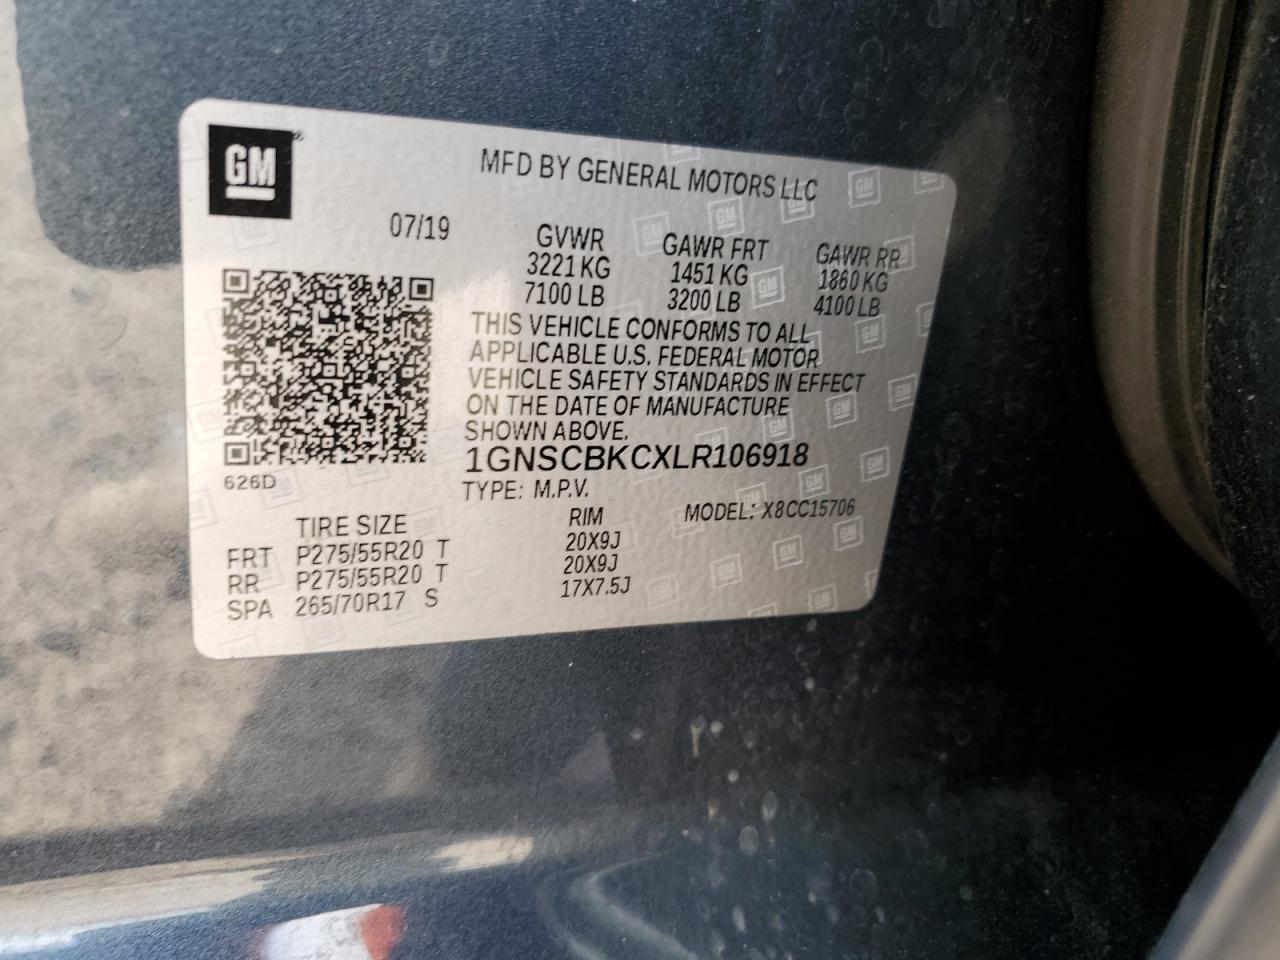 GM
MFD BY GENERAL MOTORS LLC
07/19
GVWR GAWR FRT GAWR RR
3221 KG 1451 KG 1860 KG
7100 LB 3200 LB 4100 LB
THIS VEHICLE CONFORMS TO ALL
APPLICABLE U.S. FEDERAL MOTOR
VEHICLE SAFETY STANDARDS IN EFFECT
ON THE DATE OF MANUFACTURE
SHOWN ABOVE.
1GNSCBKCXLR106918
626D
TYPE: M.P.V.
MODEL: X8CC15706
TIRE SIZE RIM
FRT P275/55R20 T 20X9J
RR P275/55R20 T 20X9J
SPA 265/70R17 S 17X7.5J